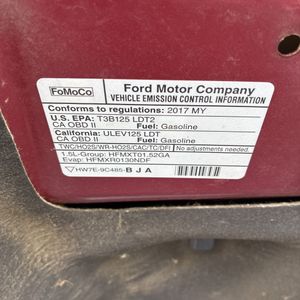 FoMoCo
Ford Motor Company
VEHICLE EMISSION CONTROL INFORMATION
Conforms to regulations: 2017 MY
U.S. EPA: T3B125 LDT2
CA OBD II Fuel: Gasoline
California: ULEV125 LDT
CA OBD II Fuel: Gasoline
TWC/HO2S/WR-HO2S/CAC/TC/DFI No adjustments needed.
1.5L-Group: HFMXT01.52GA
Evap: HFMXR0130NDF
HW7E-9C485-BJA